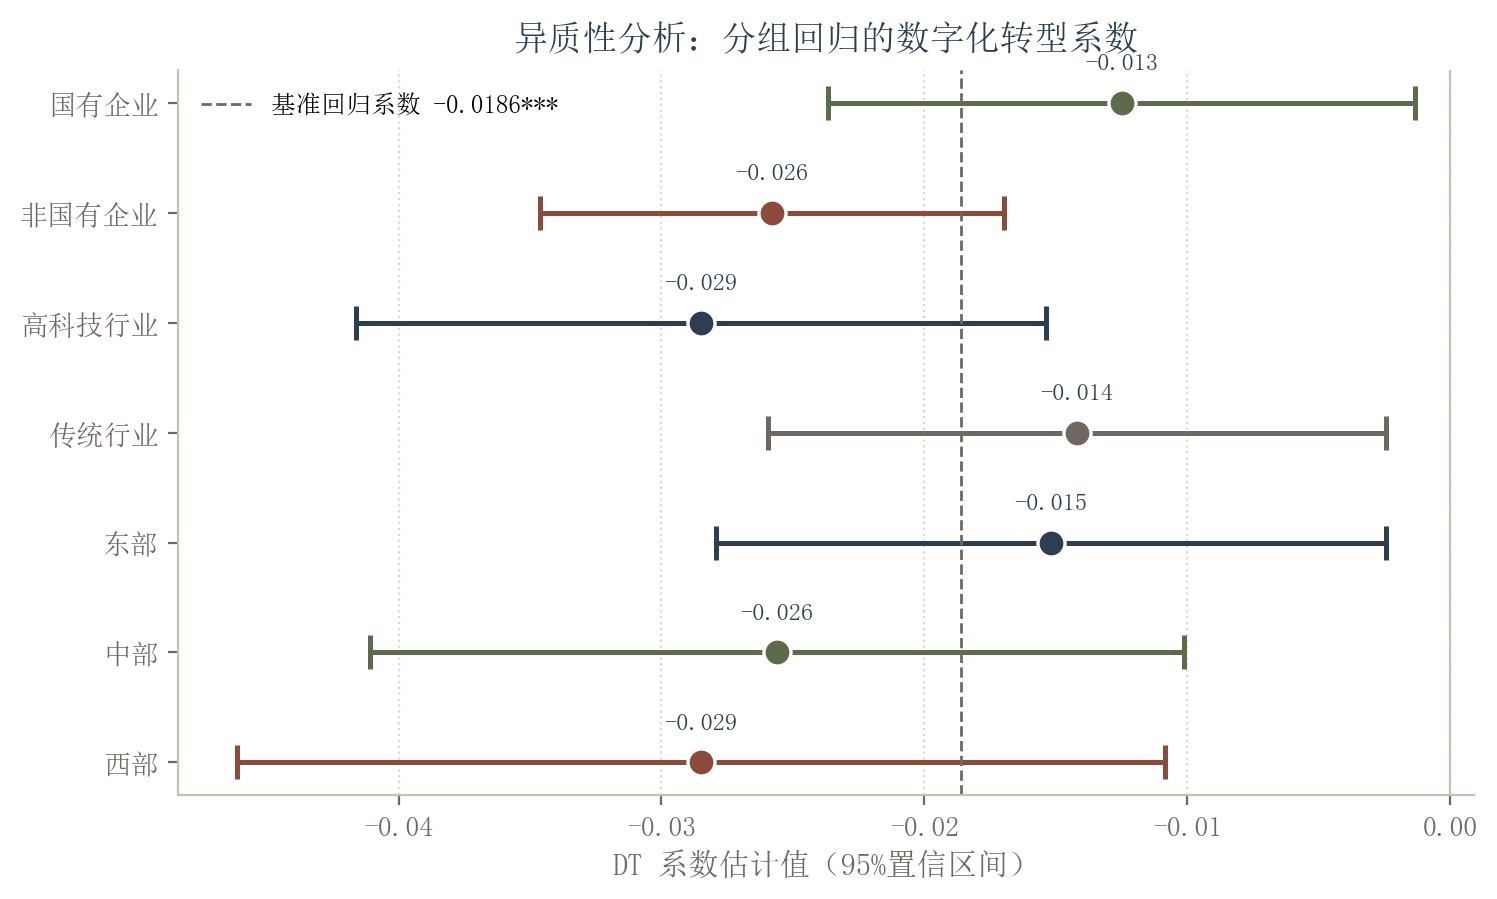 异质性分析：分组回归的数字化转型系数
-0.013
国有企业
基准回归系数 -0.0186***
-0.026
非国有企业
-0.029
高科技行业
-0.014
传统行业
-0.015
东部
-0.026
中部
-0.029
西部
-0.04 -0.03 -0.02 -0.01 0.00
DT 系数估计值（95%置信区间）